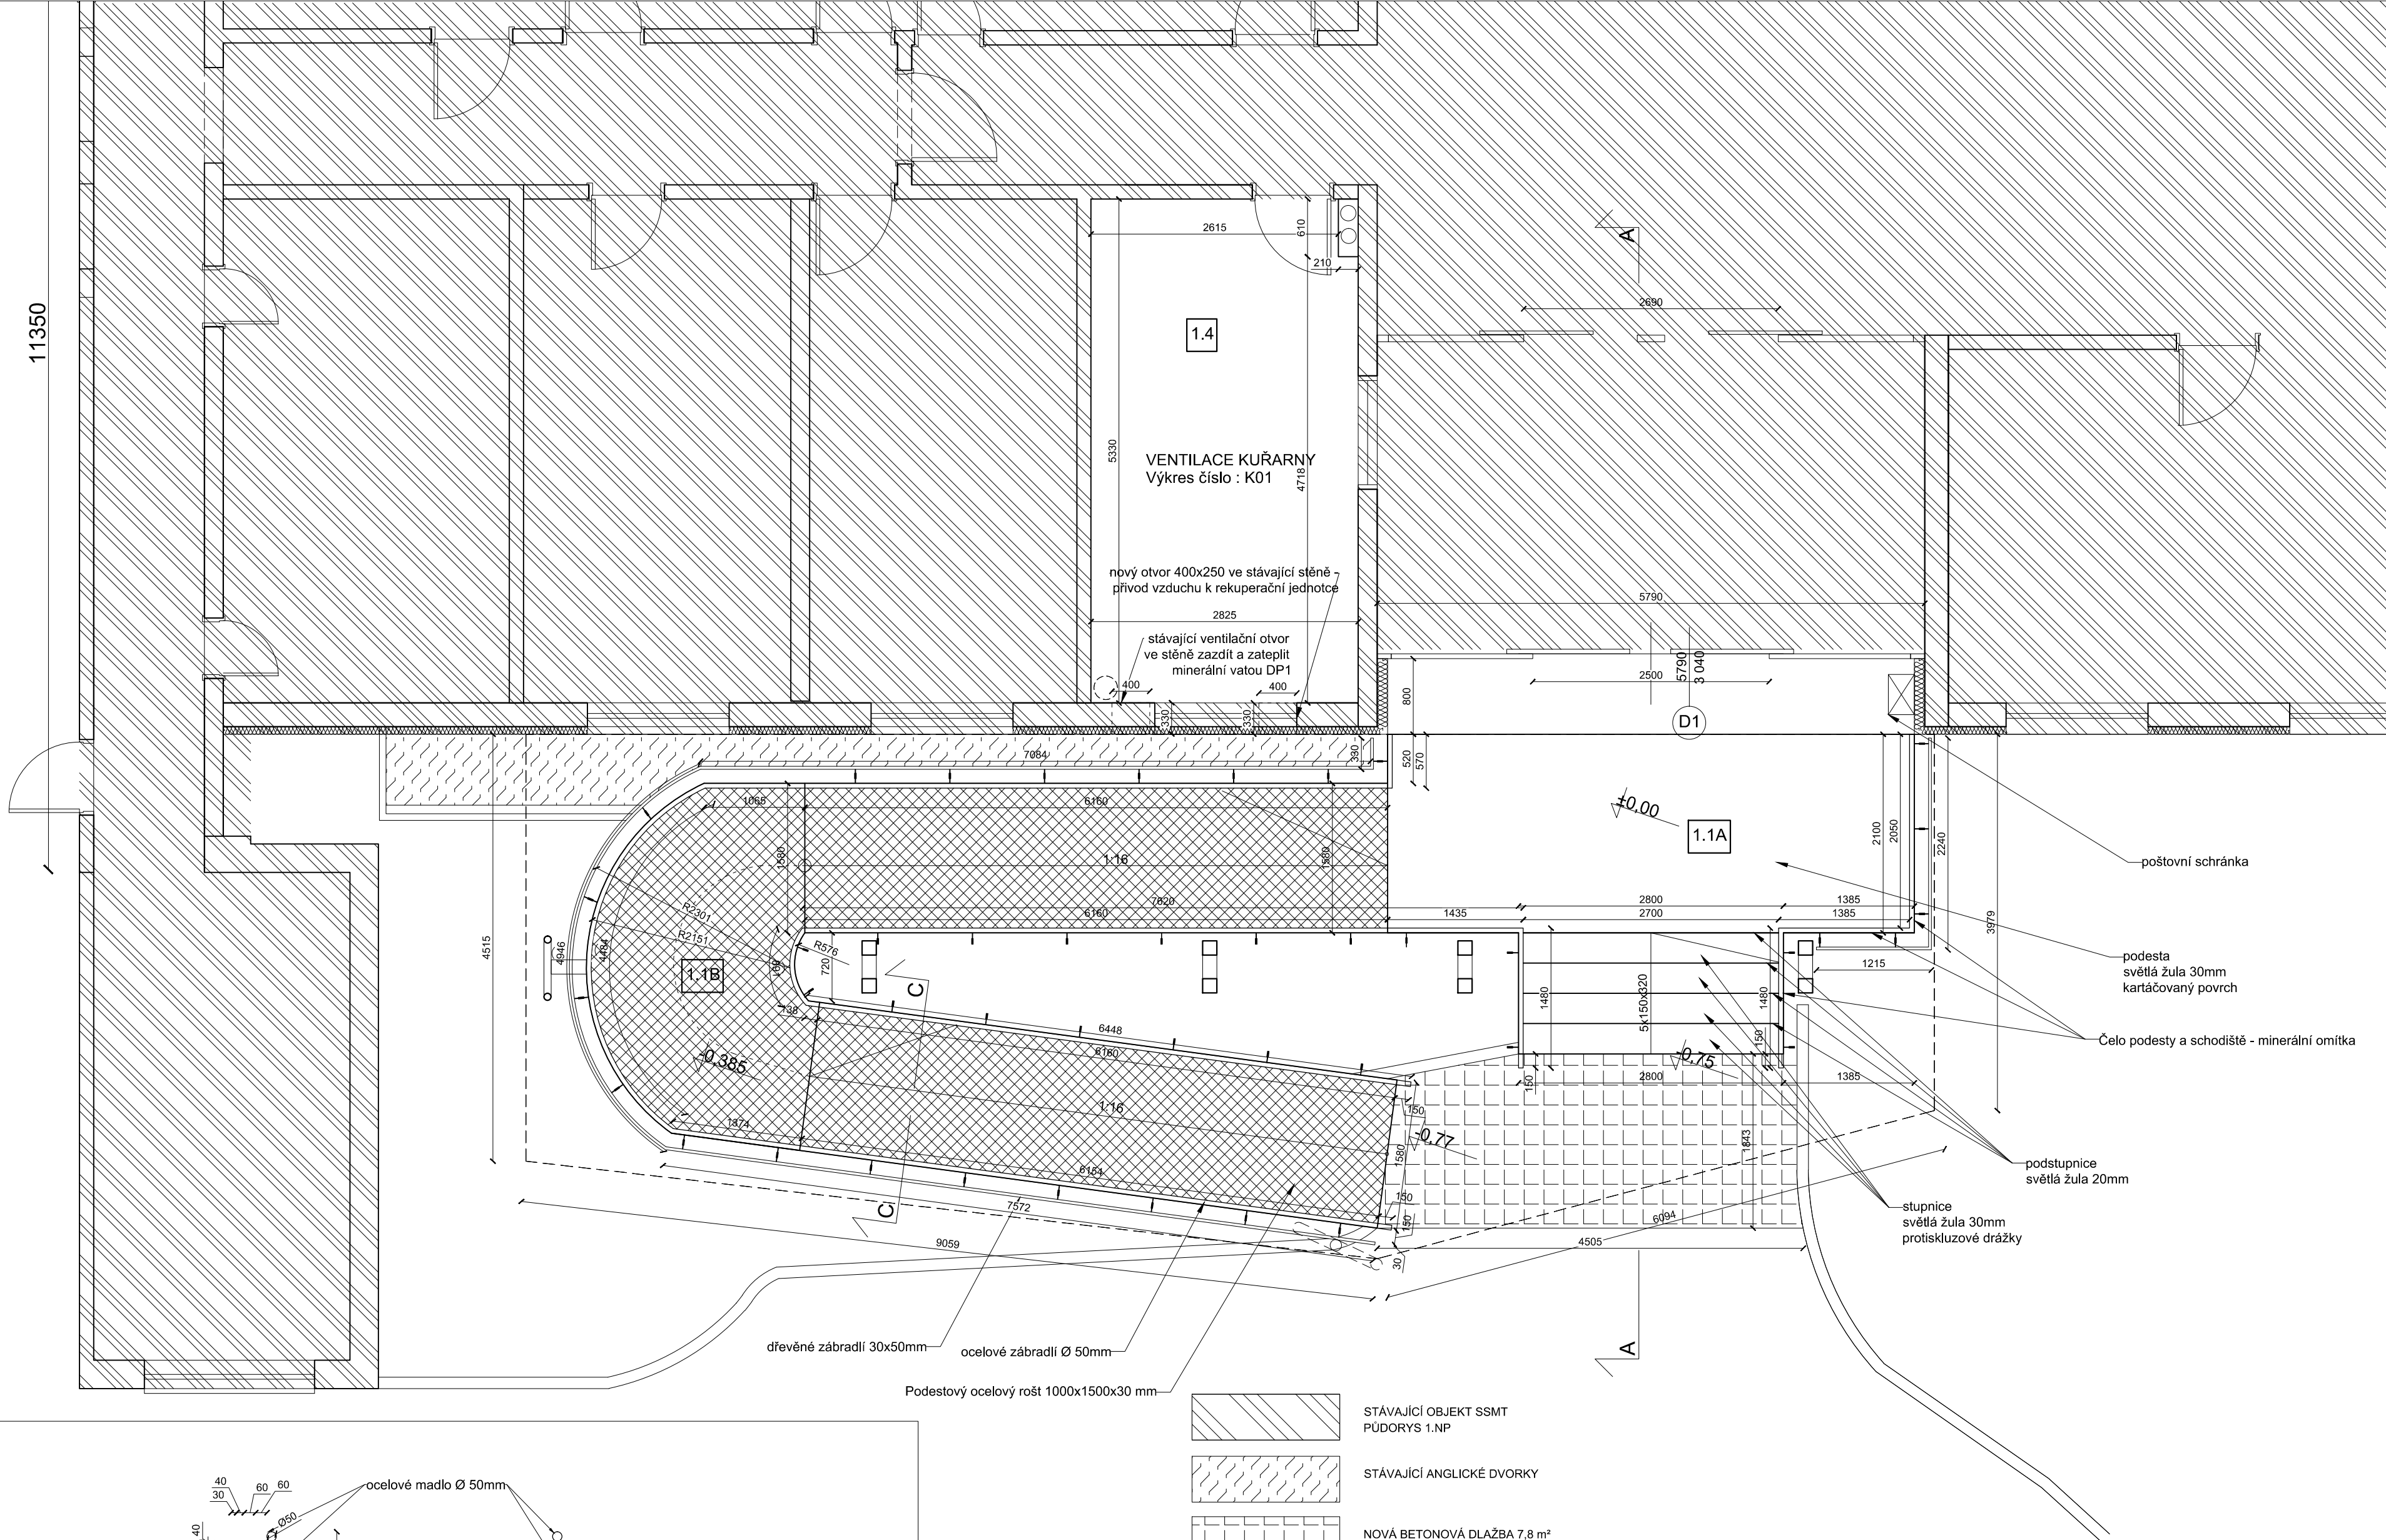 11350
2615
610
210
1.4
A
2690
5330
VENTILACE KUŘARNY
Výkres číslo : K01
4718
nový otvor 400x250 ve stávající stěně -
přivod vzduchu k rekuperační jednotce
2825
stávající ventilační otvor
ve stěně zazdít a zateplit
minerální vatou DP1
400
400
330
330
5790
5790
3 040
2500
800
D1
7084
330
520
570
±0,00
1.1A
2100
2050
2240
3979
poštovní schránka
1065
6160
1580
1580
1:16
7620
6160
1435
2800
1385
2700
1385
4515
4946
4484
R2301
R2151
R576
1.1B
691
720
C
738
-0,385
6448
6160
1:16
1374
6154
7572
9059
C
1480
5x150x320
1480
150
1215
podesta
světlá žula 30mm
kartáčovaný povrch
Čelo podesty a schodiště - minerální omítka
-0,75
150
2800
1385
150
-0,77
1580
1843
150
150
30
6094
4505
podstupnice
světlá žula 20mm
stupnice
světlá žula 30mm
protiskluzové drážky
dřevěné zábradlí 30x50mm
ocelové zábradlí Ø 50mm
A
Podestový ocelový rošt 1000x1500x30 mm
STÁVAJÍCÍ OBJEKT SSMT
PŮDORYS 1.NP
STÁVAJÍCÍ ANGLICKÉ DVORKY
NOVÁ BETONOVÁ DLAŽBA 7,8 m²
40
30
60
60
ocelové madlo Ø 50mm
Ø50
40